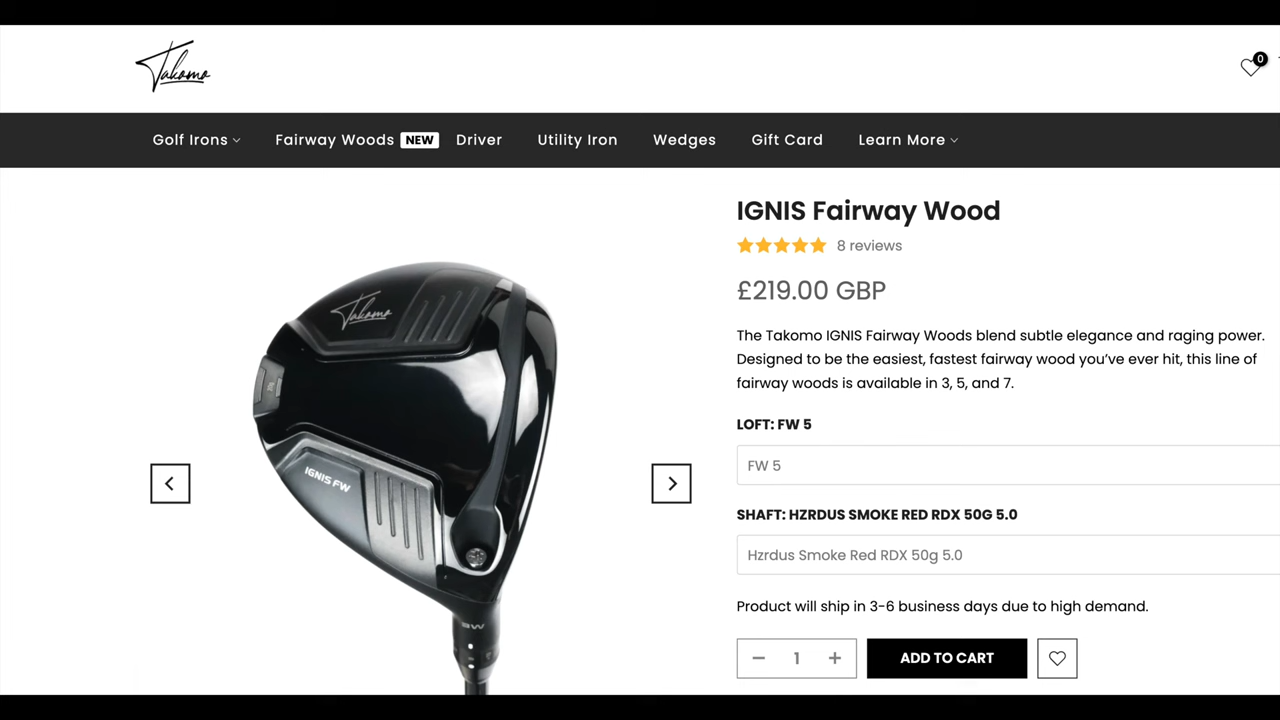 Takomo
0
Golf Irons
Fairway Woods NEW
Driver
Utility Iron
Wedges
Gift Card
Learn More
IGNIS Fairway Wood
8 reviews
£219.00 GBP
The Takomo IGNIS Fairway Woods blend subtle elegance and raging power.
Designed to be the easiest, fastest fairway wood you’ve ever hit, this line of
fairway woods is available in 3, 5, and 7.
LOFT: FW 5
FW 5
SHAFT: HZRDUS SMOKE RED RDX 50G 5.0
Hzrdus Smoke Red RDX 50g 5.0
Product will ship in 3-6 business days due to high demand.
− 1 +
ADD TO CART
Takomo
IGNIS FW
3W